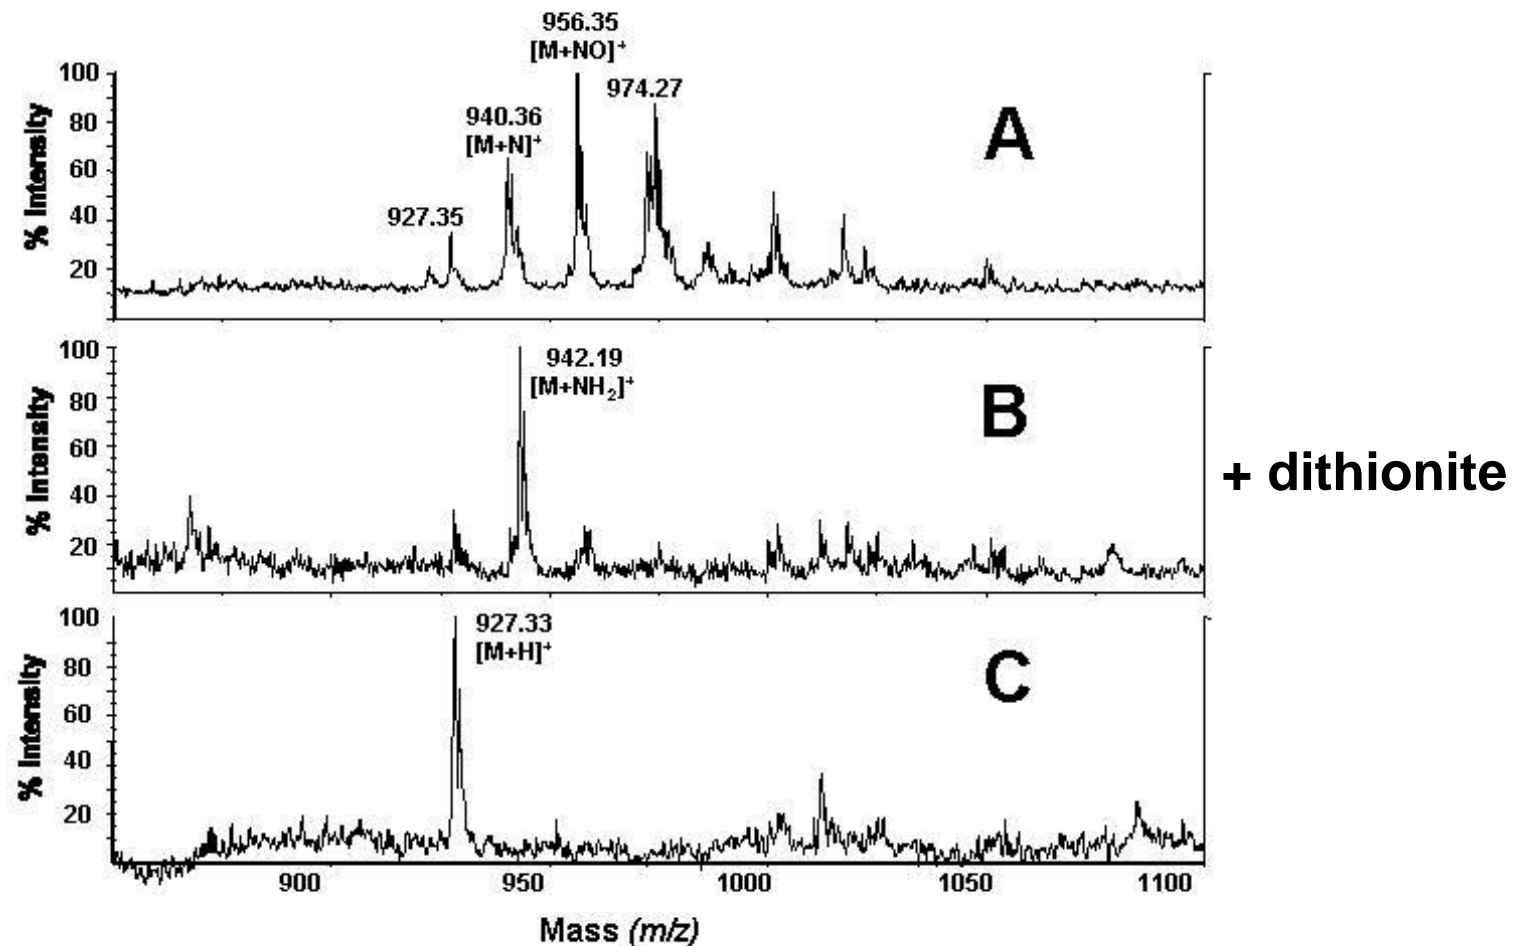 956.35
[M+NO]⁺
974.27
940.36
[M+N]⁺
927.35
A
% Intensity
100
80
60
40
20
942.19
[M+NH₂]⁺
B
% Intensity
100
80
60
40
20
+ dithionite
927.33
[M+H]⁺
C
% Intensity
100
80
60
40
20
900 950 1000 1050 1100
Mass (m/z)